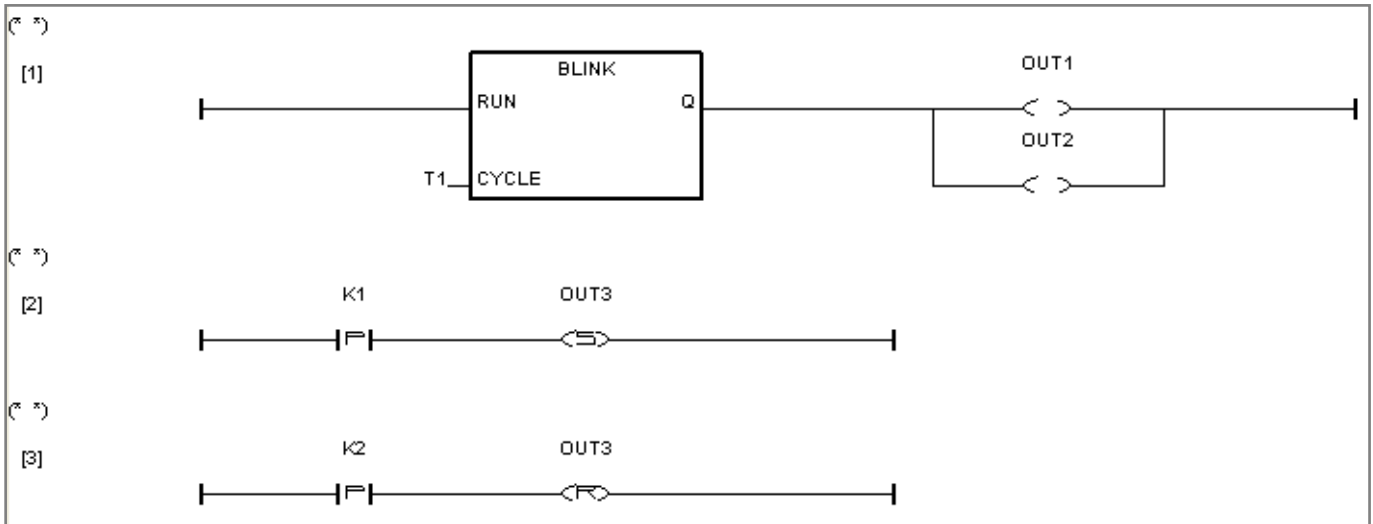 (* *)
[1]
BLINK
OUT1
RUN
Q
OUT2
T1
CYCLE
(* *)
[2]
K1
OUT3
P
S
(* *)
[3]
K2
OUT3
P
R